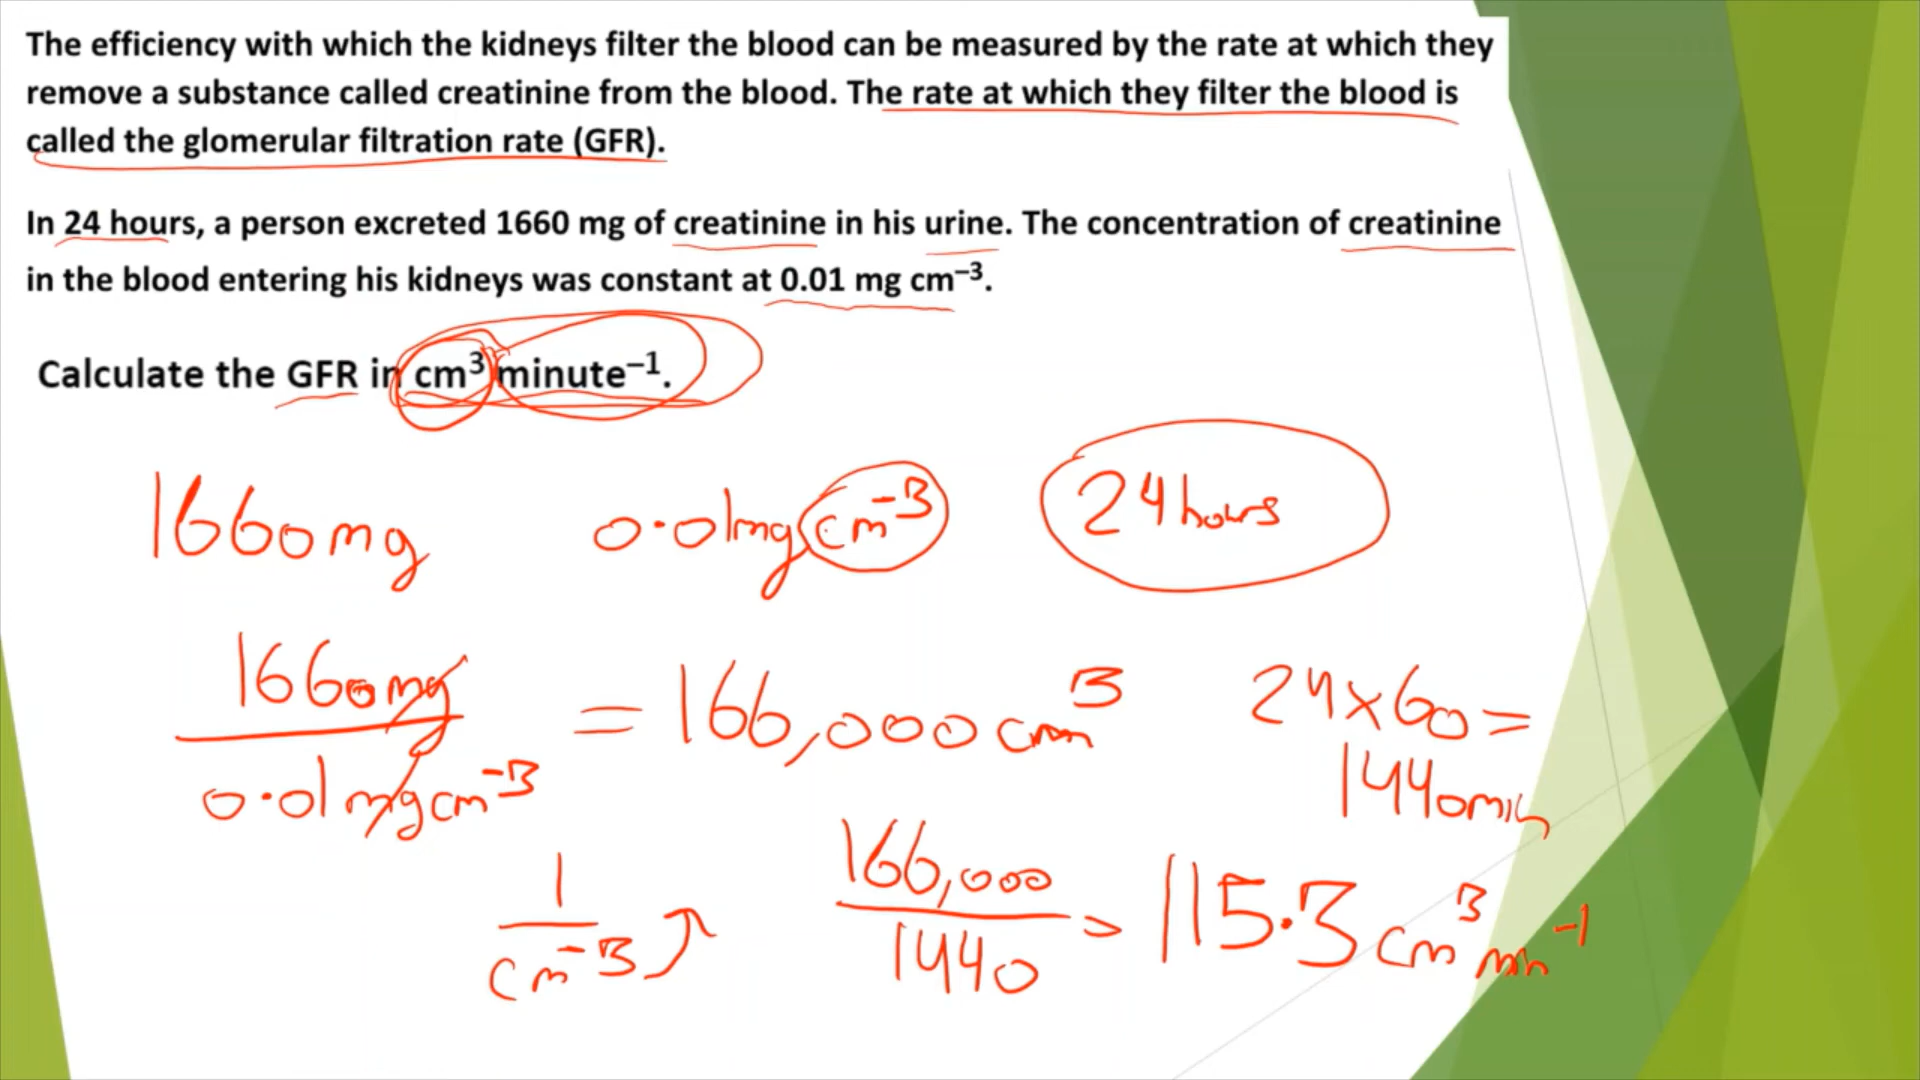 The efficiency with which the kidneys filter the blood can be measured by the rate at which they
remove a substance called creatinine from the blood. The rate at which they filter the blood is
called the glomerular filtration rate (GFR).
In 24 hours, a person excreted 1660 mg of creatinine in his urine. The concentration of creatinine
in the blood entering his kidneys was constant at 0.01 mg cm⁻³.
Calculate the GFR in cm³ minute⁻¹.
1660mg 0.01mg cm⁻³ 24 hours
1660mg
0.01mg cm⁻³
= 166,000 cm³
24×60=
1440min
1
cm⁻³
166,000
1440
= 115.3 cm³ min⁻¹